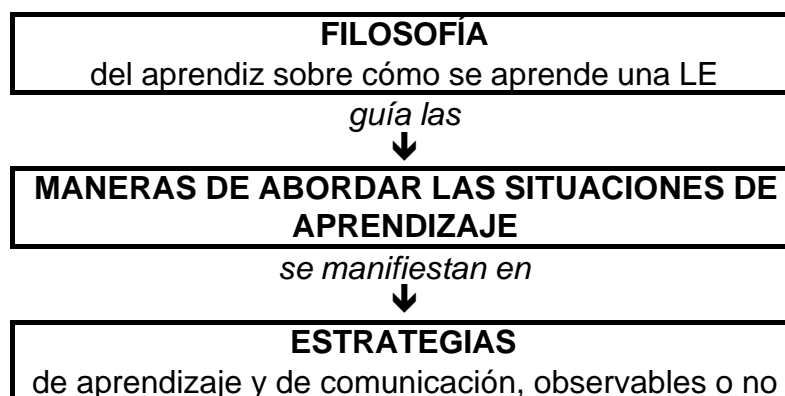 FILOSOFÍA
del aprendiz sobre cómo se aprende una LE
guía las
MANERAS DE ABORDAR LAS SITUACIONES DE
APRENDIZAJE
se manifiestan en
ESTRATEGIAS
de aprendizaje y de comunicación, observables o no